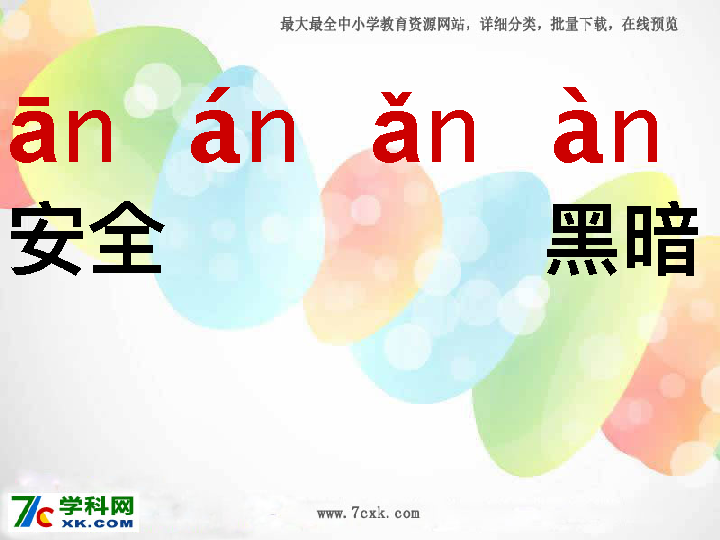 最大最全中小学教育资源网站，详细分类，批量下载，在线预览
ān án ǎn àn
安全 黑暗
7C 学科网
XK.COM
www.7cxk.com